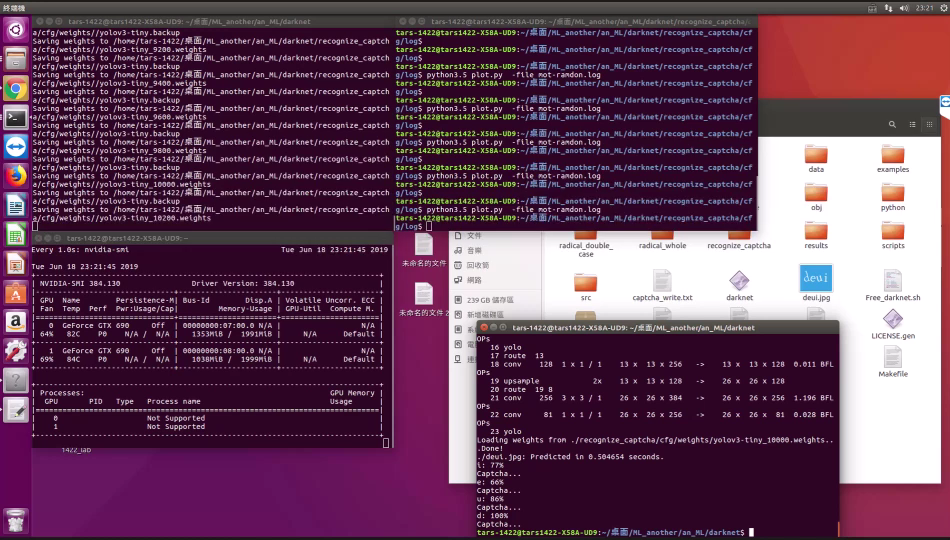 終端機
23:21
tars-1422@tars1422-X58A-UD9: ~/桌面/ML_another/an_ML/darknet
a/cfg/weights//yolov3-tiny.backup
Saving weights to /home/tars-1422/桌面/ML_another/an_ML/darknet/recognize_captch
a/cfg/weights//yolov3-tiny_9200.weights
Saving weights to /home/tars-1422/桌面/ML_another/an_ML/darknet/recognize_captch
a/cfg/weights//yolov3-tiny.backup
Saving weights to /home/tars-1422/桌面/ML_another/an_ML/darknet/recognize_captch
a/cfg/weights//yolov3-tiny_9400.weights
Saving weights to /home/tars-1422/桌面/ML_another/an_ML/darknet/recognize_captch
a/cfg/weights//yolov3-tiny.backup
Saving weights to /home/tars-1422/桌面/ML_another/an_ML/darknet/recognize_captch
a/cfg/weights//yolov3-tiny_9600.weights
Saving weights to /home/tars-1422/桌面/ML_another/an_ML/darknet/recognize_captch
a/cfg/weights//yolov3-tiny.backup
Saving weights to /home/tars-1422/桌面/ML_another/an_ML/darknet/recognize_captch
a/cfg/weights//yolov3-tiny_9800.weights
Saving weights to /home/tars-1422/桌面/ML_another/an_ML/darknet/recognize_captch
a/cfg/weights//yolov3-tiny.backup
Saving weights to /home/tars-1422/桌面/ML_another/an_ML/darknet/recognize_captch
a/cfg/weights//yolov3-tiny_10000.weights
Saving weights to /home/tars-1422/桌面/ML_another/an_ML/darknet/recognize_captch
a/cfg/weights//yolov3-tiny.backup
Saving weights to /home/tars-1422/桌面/ML_another/an_ML/darknet/recognize_captch
a/cfg/weights//yolov3-tiny_10200.weights
tars-1422@tars1422-X58A-UD9: ~/桌面/ML_another/an_ML/darknet/recognize_captcha/
tars-1422@tars1422-X58A-UD9:~/桌面/ML_another/an_ML/darknet/recognize_captcha/cf
g/log$
tars-1422@tars1422-X58A-UD9:~/桌面/ML_another/an_ML/darknet/recognize_captcha/cf
g/log$
tars-1422@tars1422-X58A-UD9:~/桌面/ML_another/an_ML/darknet/recognize_captcha/cf
g/log$ python3.5 plot.py -file mot-ramdon.log
tars-1422@tars1422-X58A-UD9:~/桌面/ML_another/an_ML/darknet/recognize_captcha/cf
g/log$
tars-1422@tars1422-X58A-UD9:~/桌面/ML_another/an_ML/darknet/recognize_captcha/cf
g/log$ python3.5 plot.py -file mot-ramdon.log
tars-1422@tars1422-X58A-UD9:~/桌面/ML_another/an_ML/darknet/recognize_captcha/cf
g/log$
tars-1422@tars1422-X58A-UD9:~/桌面/ML_another/an_ML/darknet/recognize_captcha/cf
g/log$ python3.5 plot.py -file mot-ramdon.log
tars-1422@tars1422-X58A-UD9:~/桌面/ML_another/an_ML/darknet/recognize_captcha/cf
g/log$
tars-1422@tars1422-X58A-UD9:~/桌面/ML_another/an_ML/darknet/recognize_captcha/cf
g/log$ python3.5 plot.py -file mot-ramdon.log
tars-1422@tars1422-X58A-UD9:~/桌面/ML_another/an_ML/darknet/recognize_captcha/cf
g/log$
tars-1422@tars1422-X58A-UD9:~/桌面/ML_another/an_ML/darknet/recognize_captcha/cf
g/log$ python3.5 plot.py -file mot-ramdon.log
tars-1422@tars1422-X58A-UD9:~/桌面/ML_another/an_ML/darknet/recognize_captcha/cf
g/log$
tars-1422@tars1422-X58A-UD9: ~
Every 1.0s: nvidia-smi Tue Jun 18 23:21:45 2019
Tue Jun 18 23:21:45 2019
NVIDIA-SMI 384.130 Driver Version: 384.130
GPU Name Persistence-M| Bus-Id Disp.A | Volatile Uncorr. ECC
Fan Temp Perf Pwr:Usage/Cap| Memory-Usage | GPU-Util Compute M.
0 GeForce GTX 690 Off | 00000000:07:00.0 N/A | N/A
64% 82C P0 N/A / N/A | 1353MiB / 1991MiB | N/A Default
1 GeForce GTX 690 Off | 00000000:08:00.0 N/A | N/A
69% 84C P0 N/A / N/A | 1038MiB / 1999MiB | N/A Default
Processes: GPU Memory
GPU PID Type Process name Usage
0 Not Supported
1 Not Supported
1422_lab
未命名的文件
未命名的文件 2
文件
音樂
回收筒
網路
239 GB 儲存區
新增磁碟區
data
examples
obj
python
radical_double_case
radical_whole
recognize_captcha
results
scripts
src
captcha_write.txt
darknet
deui
deui.jpg
Free_darknet.sh
LICENSE.gen
Makefile
tars-1422@tars1422-X58A-UD9: ~/桌面/ML_another/an_ML/darknet
OPs
16 yolo
17 route 13
18 conv 128 1 x 1 / 1 13 x 13 x 256 -> 13 x 13 x 128 0.011 BFL
OPs
19 upsample 2x 13 x 13 x 128 -> 26 x 26 x 128
20 route 19 8
21 conv 256 3 x 3 / 1 26 x 26 x 384 -> 26 x 26 x 256 1.196 BFL
OPs
22 conv 81 1 x 1 / 1 26 x 26 x 256 -> 26 x 26 x 81 0.028 BFL
OPs
23 yolo
Loading weights from ./recognize_captcha/cfg/weights/yolov3-tiny_10000.weights..
.Done!
./deui.jpg: Predicted in 0.504654 seconds.
i: 77%
Captcha...
e: 66%
Captcha...
u: 86%
Captcha...
d: 100%
Captcha...
tars-1422@tars1422-X58A-UD9:~/桌面/ML_another/an_ML/darknet$